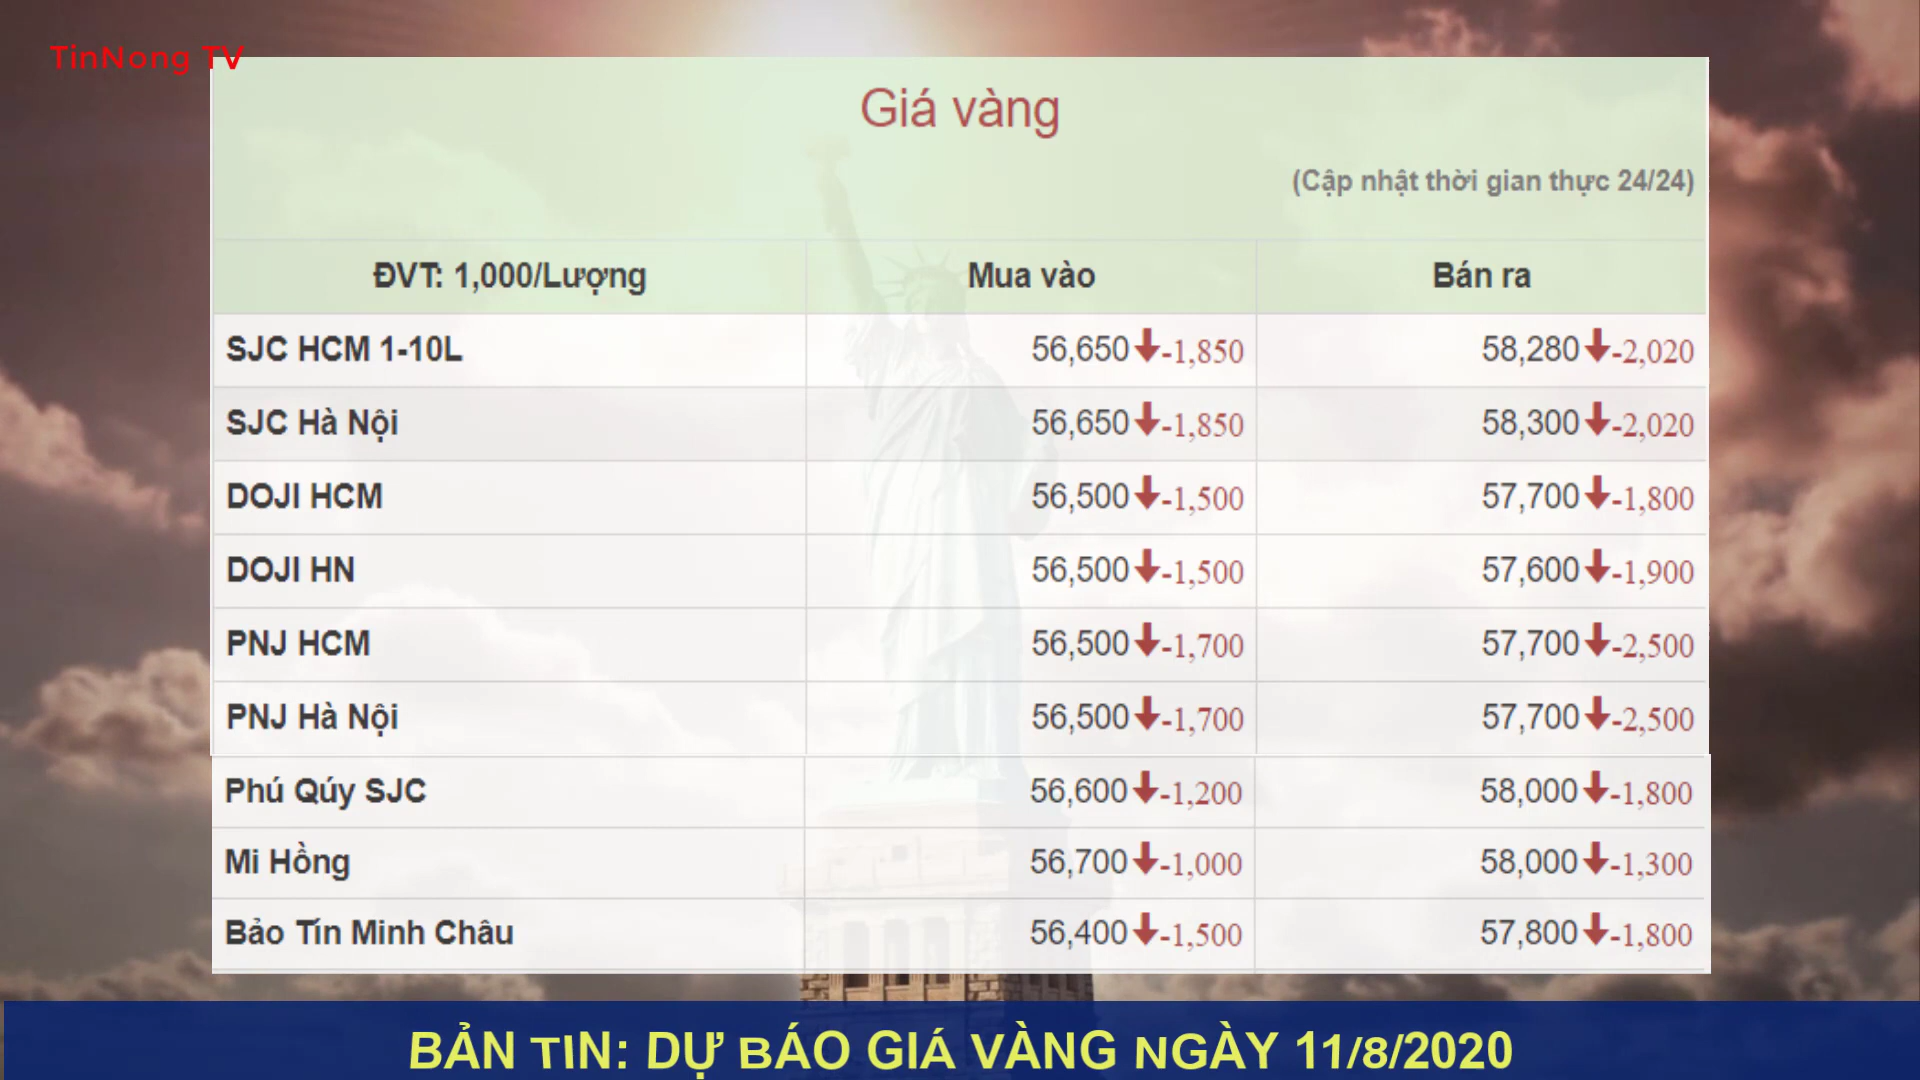 TinNong TV
Giá vàng
(Cập nhật thời gian thực 24/24)
ĐVT: 1,000/Lượng Mua vào Bán ra
SJC HCM 1-10L 56,650 -1,850 58,280 -2,020
SJC Hà Nội 56,650 -1,850 58,300 -2,020
DOJI HCM 56,500 -1,500 57,700 -1,800
DOJI HN 56,500 -1,500 57,600 -1,900
PNJ HCM 56,500 -1,700 57,700 -2,500
PNJ Hà Nội 56,500 -1,700 57,700 -2,500
Phú Qúy SJC 56,600 -1,200 58,000 -1,800
Mi Hồng 56,700 -1,000 58,000 -1,300
Bảo Tín Minh Châu 56,400 -1,500 57,800 -1,800
BẢN TIN: DỰ BÁO GIÁ VÀNG NGÀY 11/8/2020